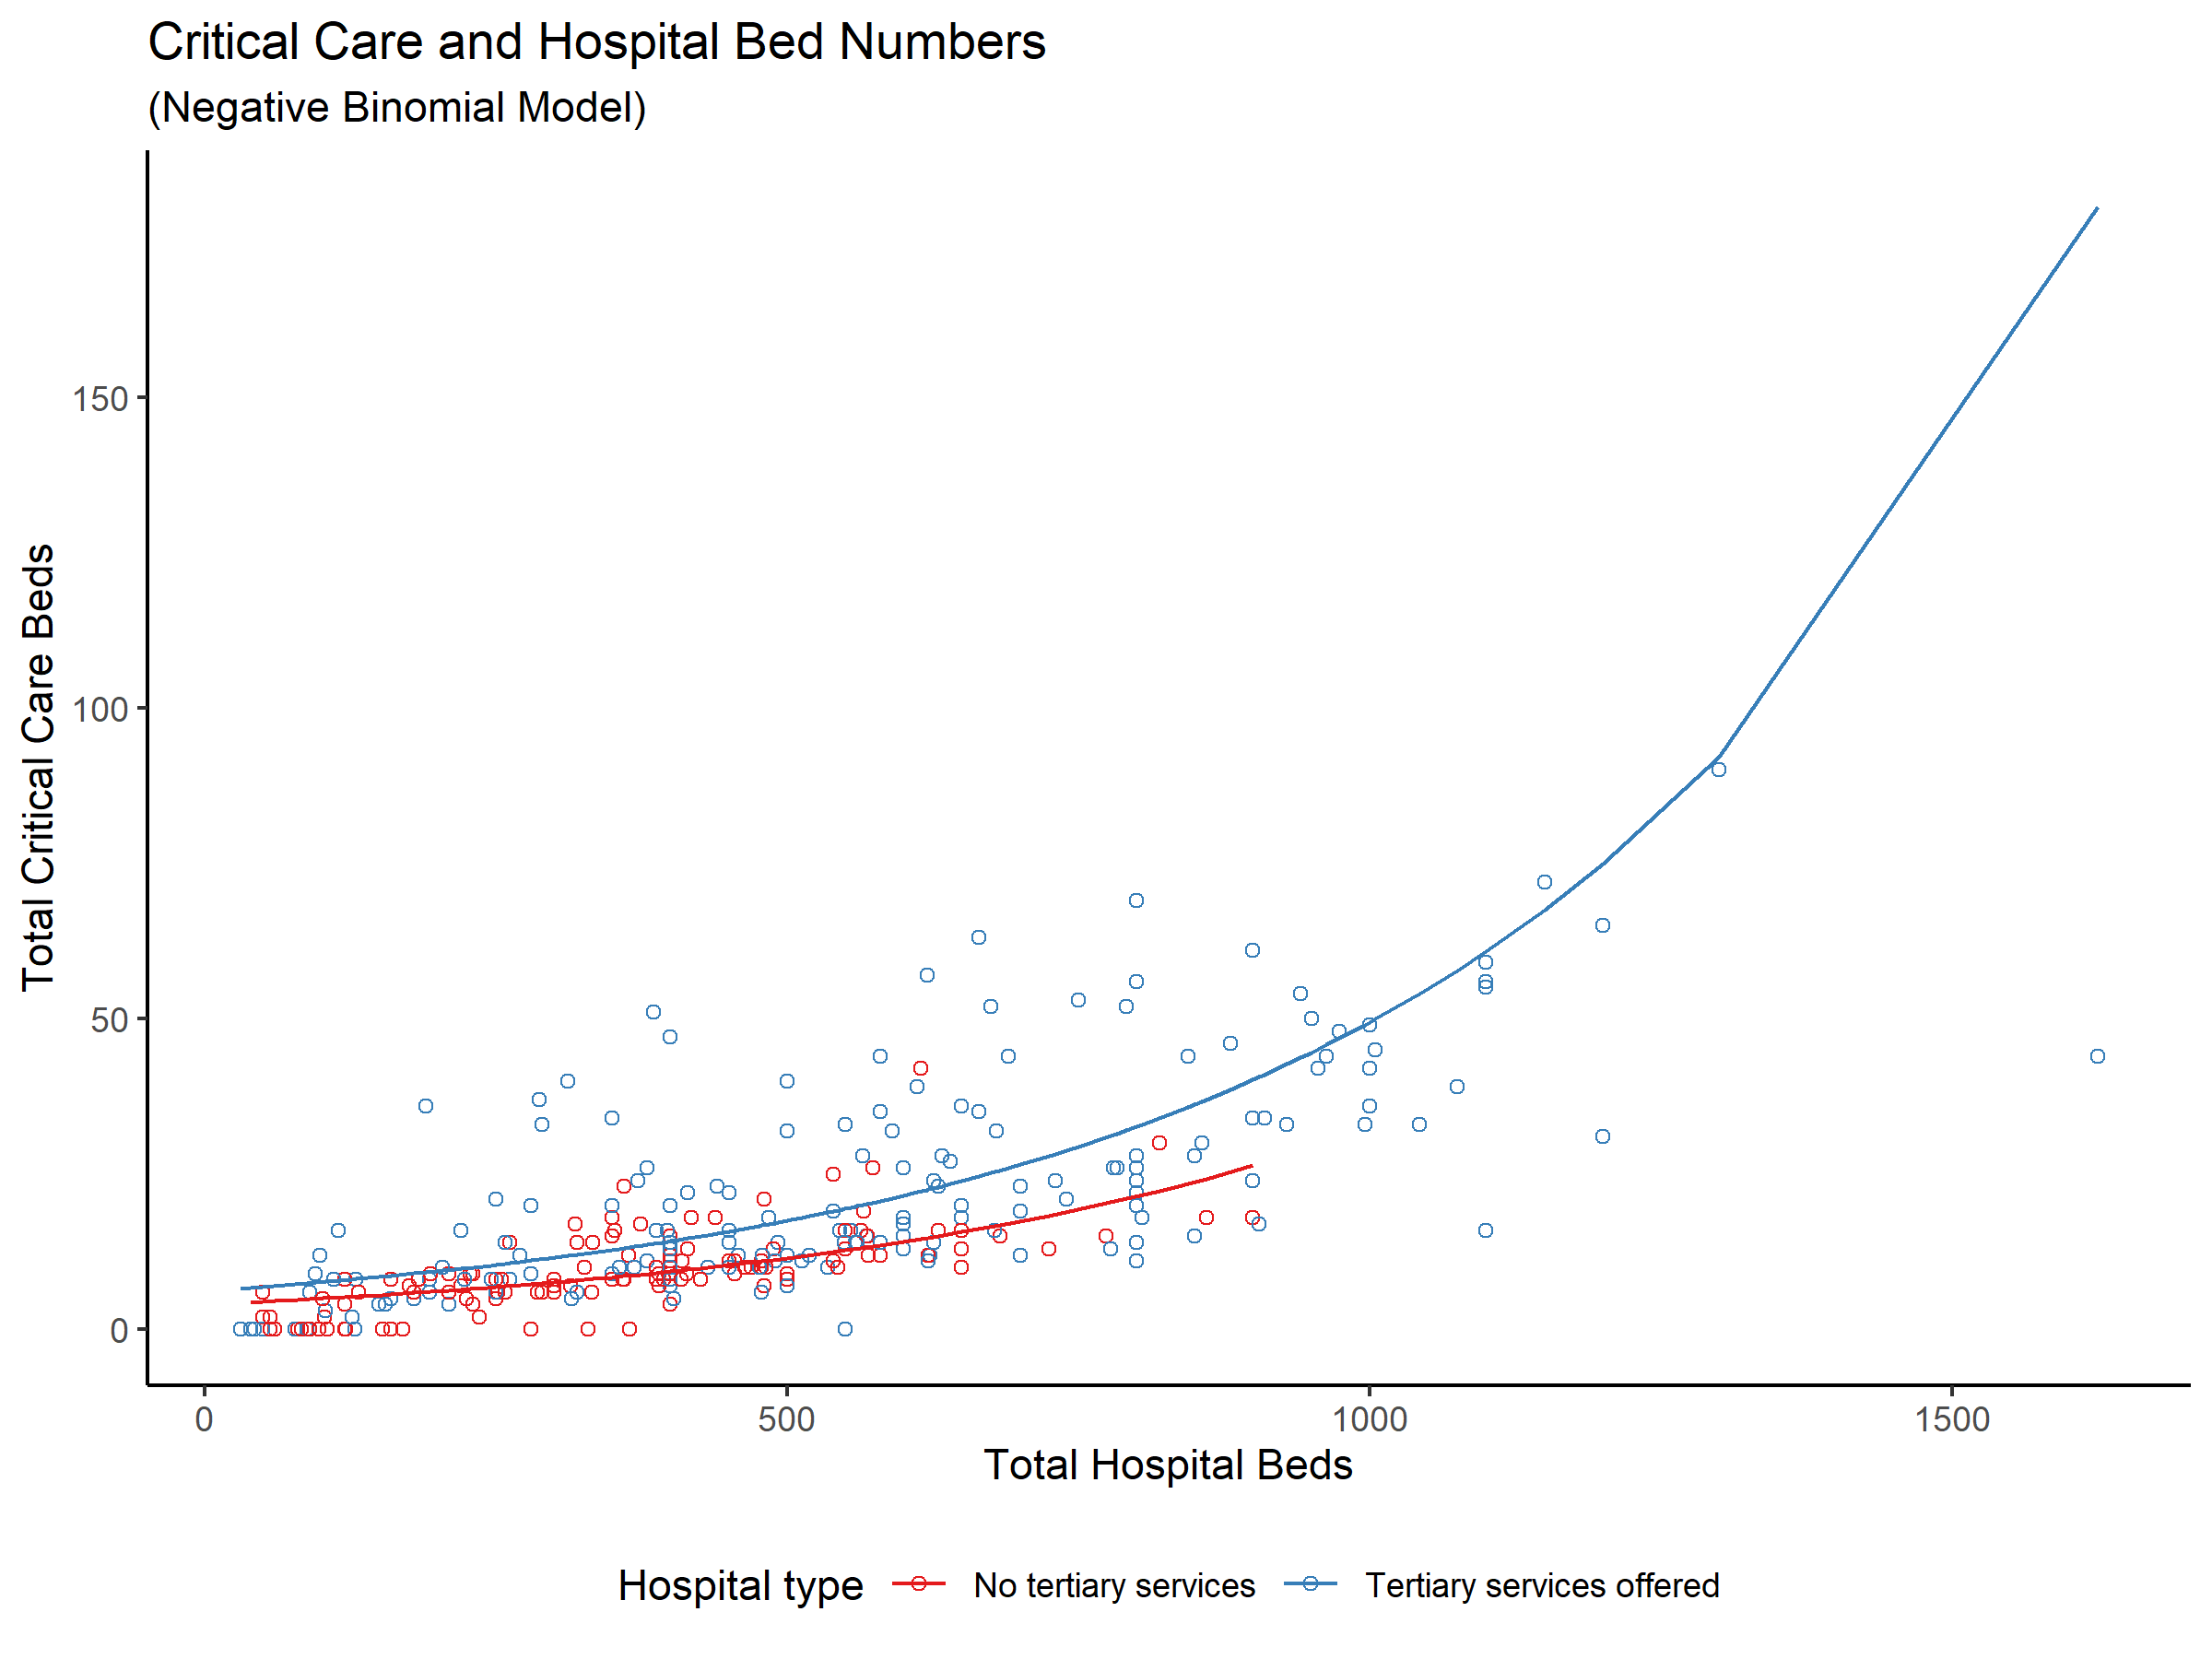 Critical Care and Hospital Bed Numbers
(Negative Binomial Model)
Total Critical Care Beds
150
100
50
0
0 500 1000 1500
Total Hospital Beds
Hospital type No tertiary services Tertiary services offered